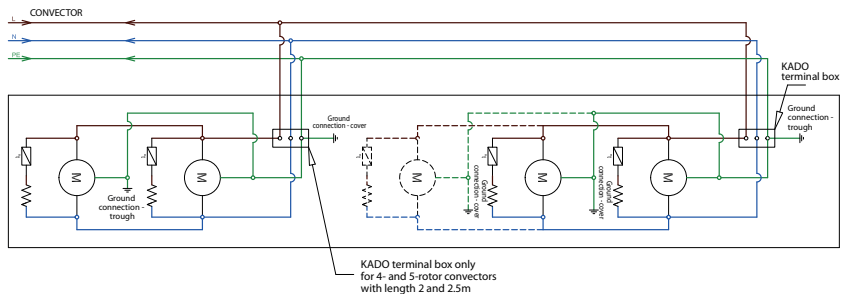 CONVECTOR
L
N
PE
KADO
terminal box
Ground
connection - cover
Ground
connection -
trough
M
M
M
M
M
Ground
connection -
trough
Ground
connection - cover
Ground
connection - cover
KADO terminal box only
for 4- and 5-rotor convectors
with length 2 and 2.5m